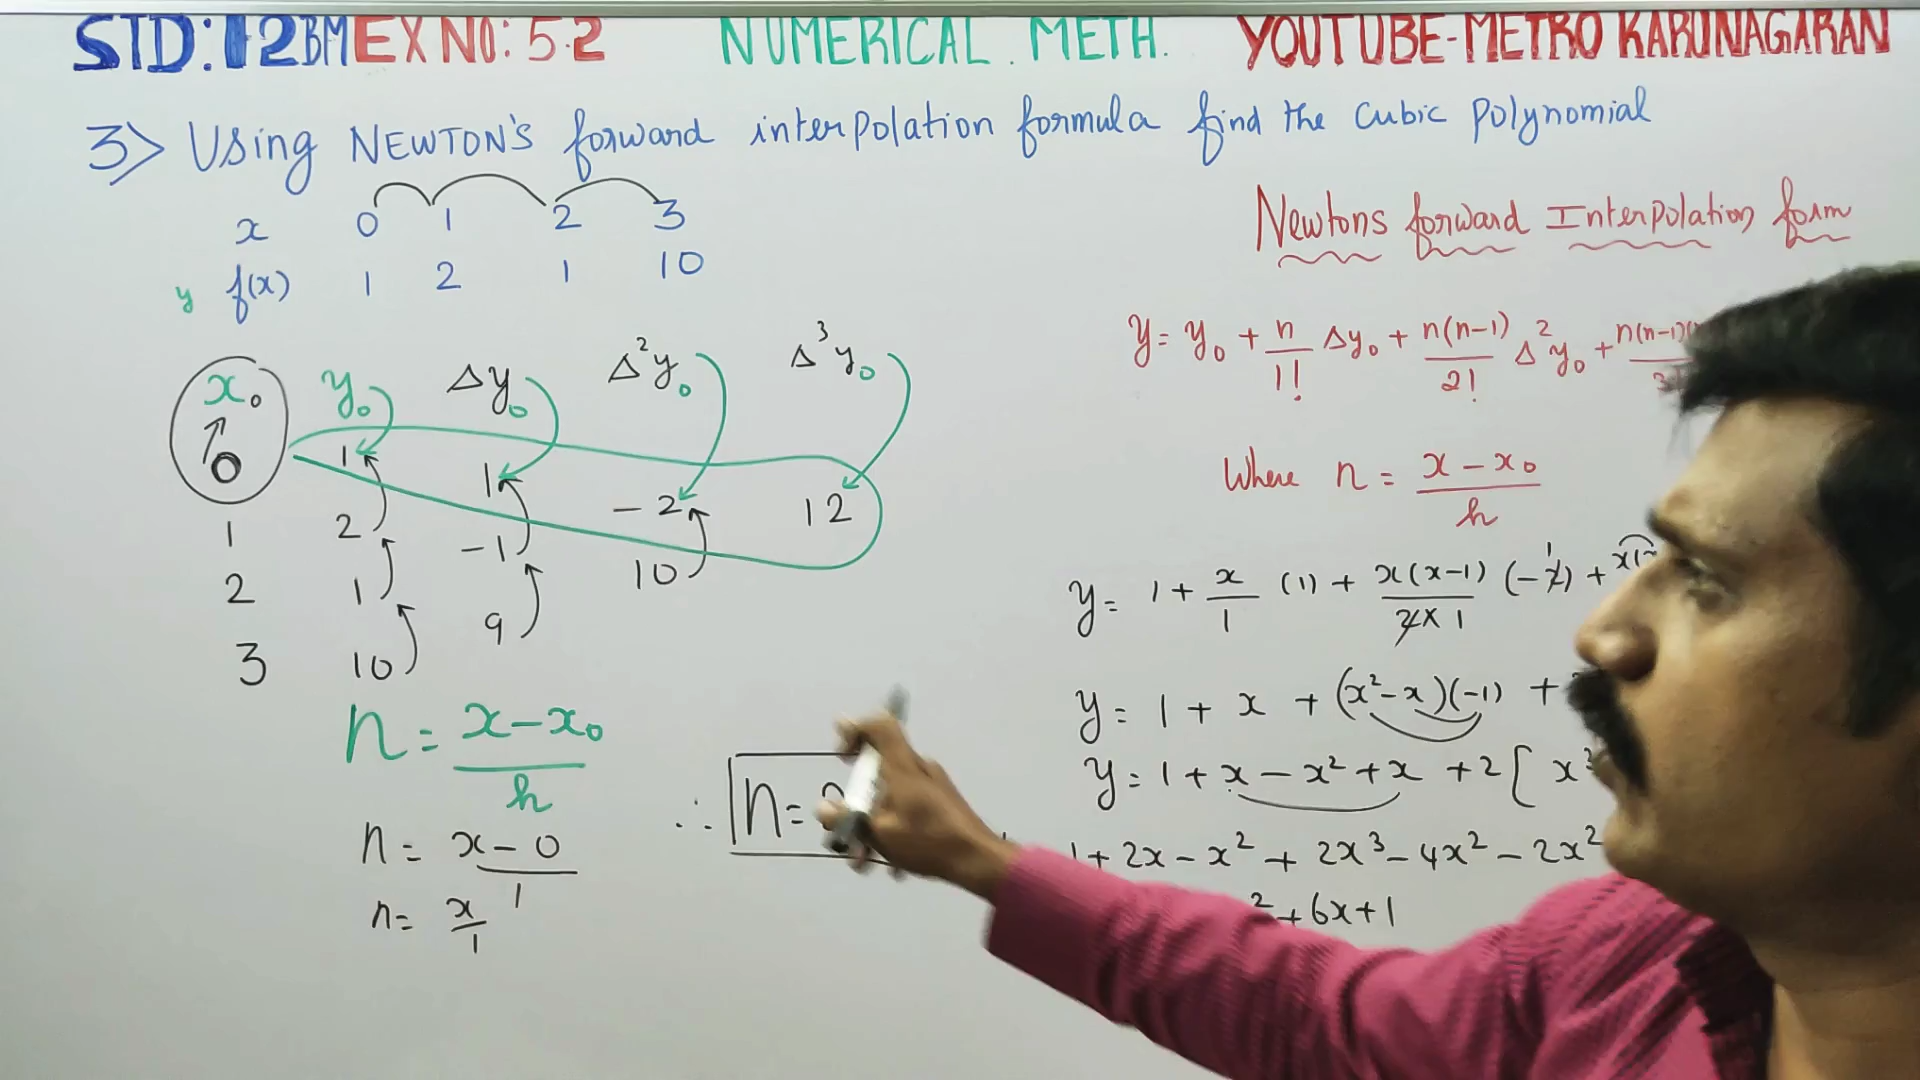 STD:12BM EX NO: 5.2 NUMERICAL . METH. YOUTUBE-METRO KARUNAGARAN
3> Using NEWTON'S forward interpolation formula find the cubic polynomial
x 0 1 2 3
y f(x) 1 2 1 10
Newtons forward Interpolation form
y = y₀ + n/1! Δy₀ + n(n-1)/2! Δ²y₀ + n(n-1)(
Where n = x - x₀/h
x₀ y₀ Δy₀ Δ²y₀ Δ³y₀
0 1 1 -2 12
1 2 -1 10
2 1 9
3 10
n = x - x₀/h
n = x - 0/1
n = x/1
∴ n =
y = 1 + x/1 (1) + x(x-1)/2×1 (-2) +
y = 1 + x + (x² - x)(-1) +
y = 1 + x - x² + x + 2[ x³
1 + 2x - x² + 2x³ - 4x² - 2x²
² + 6x + 1